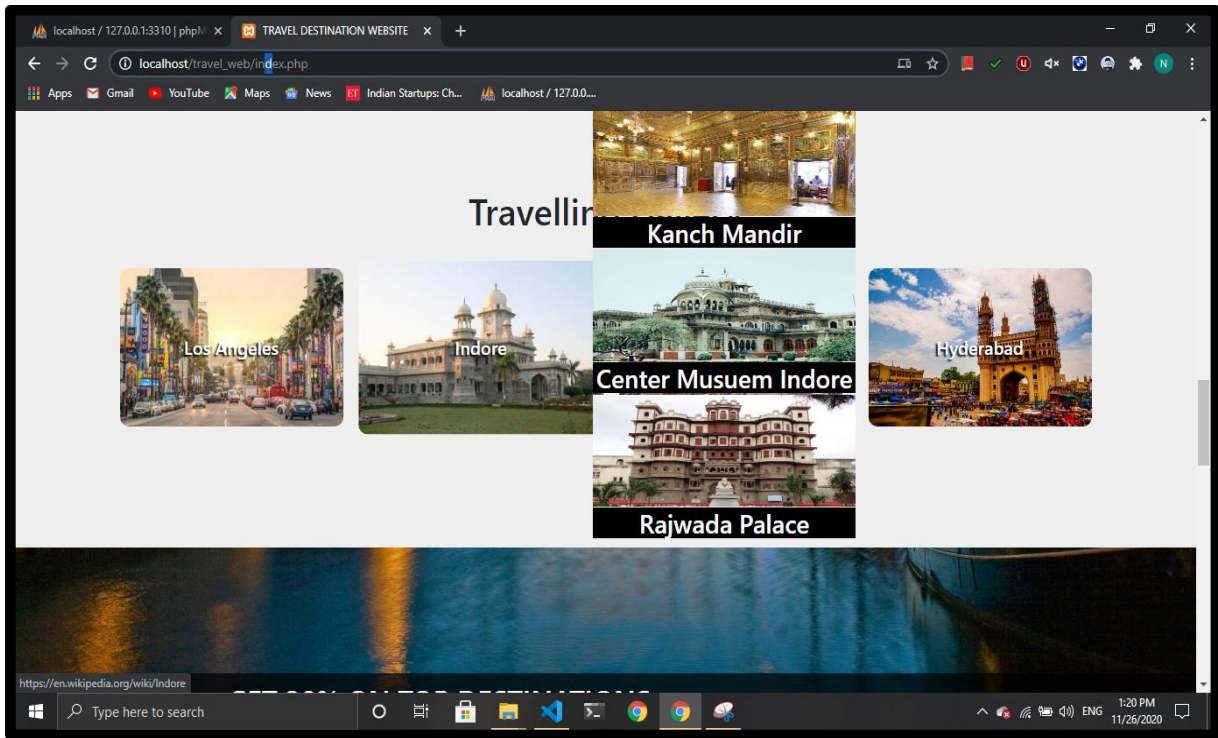 localhost / 127.0.0.1:3310 | phpM
TRAVEL DESTINATION WEBSITE
localhost/travel_web/index.php
Apps
Gmail
YouTube
Maps
News
Indian Startups: Ch...
localhost / 127.0.0....
Kanch Mandir
Los Angeles
Indore
Center Musuem Indore
Hyderabad
Rajwada Palace
https://en.wikipedia.org/wiki/Indore
Type here to search
ENG
1:20 PM
11/26/2020